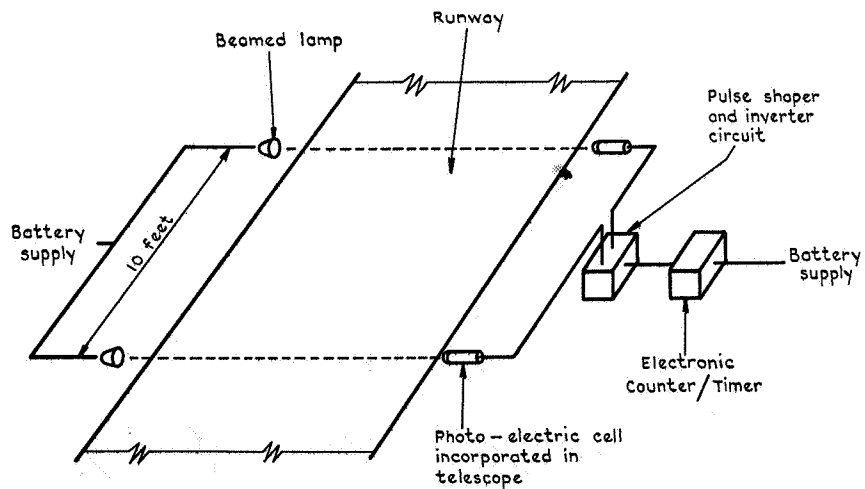 Runway
Beamed lamp
Pulse shaper
and inverter
circuit
10 feet
Battery
supply
Battery
supply
Electronic
Counter/Timer
Photo-electric cell
incorporated in
telescope